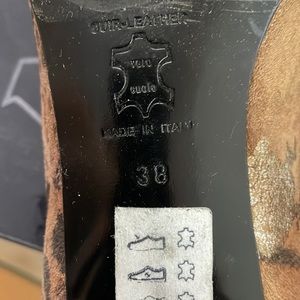 CUIR-LEATHER
vero
cuoio
MADE IN ITALY
38